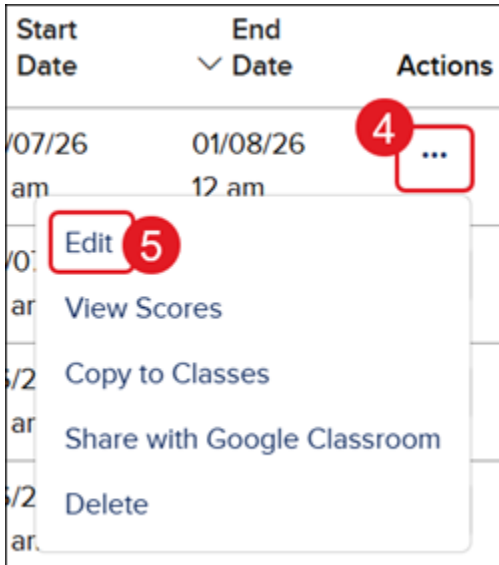 Start End
Date Date Actions
/07/26 01/08/26 4 ...
am 12 am
Edit 5
View Scores
Copy to Classes
Share with Google Classroom
Delete